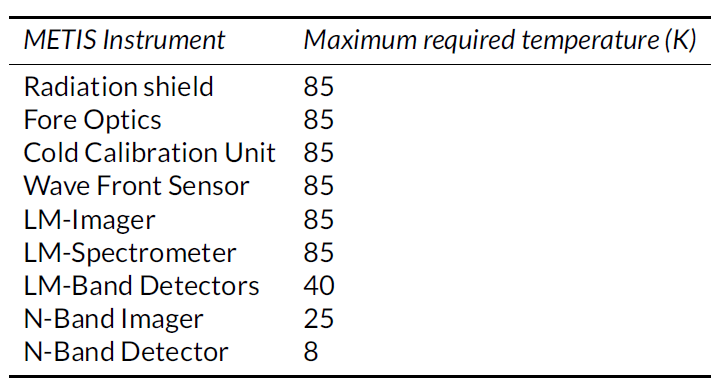 METIS Instrument Maximum required temperature (K)
Radiation shield 85
Fore Optics 85
Cold Calibration Unit 85
Wave Front Sensor 85
LM-Imager 85
LM-Spectrometer 85
LM-Band Detectors 40
N-Band Imager 25
N-Band Detector 8